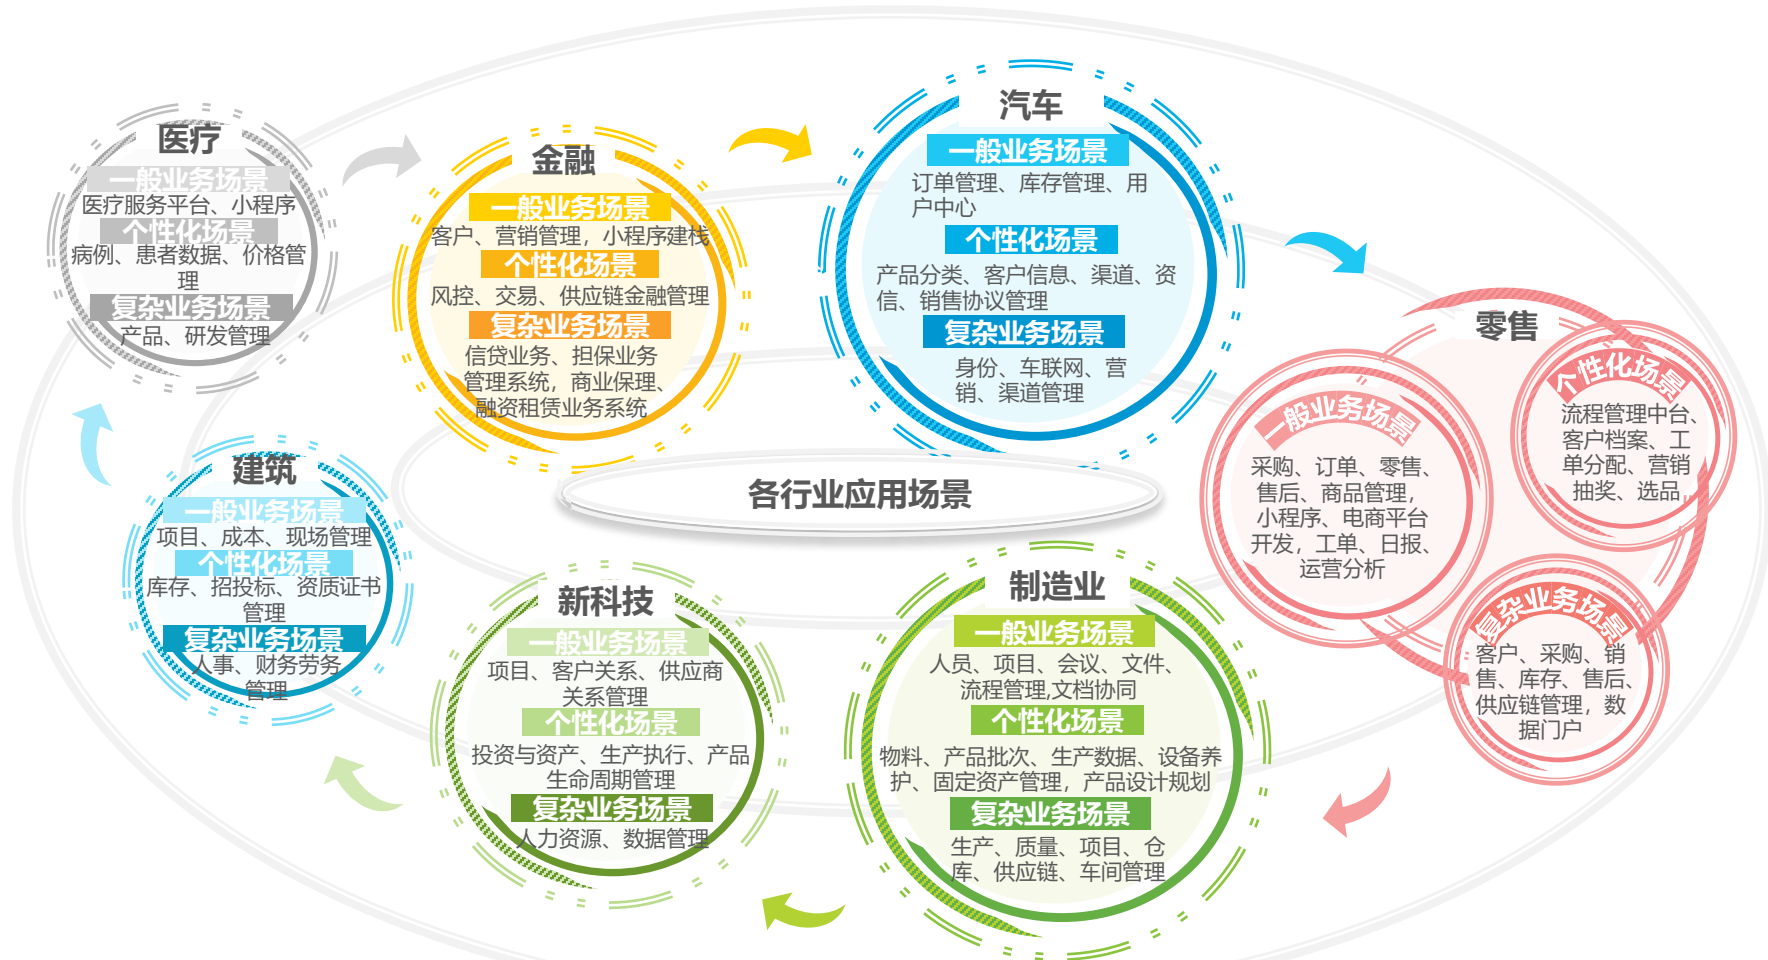 医疗
一般业务场景
医疗服务平台、小程序
个性化场景
病例、患者数据、价格管
理
复杂业务场景
产品、研发管理
金融
一般业务场景
客户、营销管理，小程序建栈
个性化场景
风控、交易、供应链金融管理
复杂业务场景
信贷业务、担保业务
管理系统，商业保理、
融资租赁业务系统
汽车
一般业务场景
订单管理、库存管理、用
户中心
个性化场景
产品分类、客户信息、渠道、资
信、销售协议管理
复杂业务场景
身份、车联网、营
销、渠道管理
零售
一般业务场景
采购、订单、零售、
售后、商品管理，
小程序、电商平台
开发，工单、日报、
运营分析
个性化场景
流程管理中台、
客户档案、工
单分配、营销
抽奖、选品
复杂业务场景
客户、采购、销
售、库存、售后、
供应链管理，数
据门户
各行业应用场景
建筑
一般业务场景
项目、成本、现场管理
个性化场景
库存、招投标、资质证书
管理
复杂业务场景
人事、财务劳务
管理
新科技
一般业务场景
项目、客户关系、供应商
关系管理
个性化场景
投资与资产、生产执行、产品
生命周期管理
复杂业务场景
人力资源、数据管理
制造业
一般业务场景
人员、项目、会议、文件、
流程管理,文档协同
个性化场景
物料、产品批次、生产数据、设备养
护、固定资产管理，产品设计规划
复杂业务场景
生产、质量、项目、仓
库、供应链、车间管理